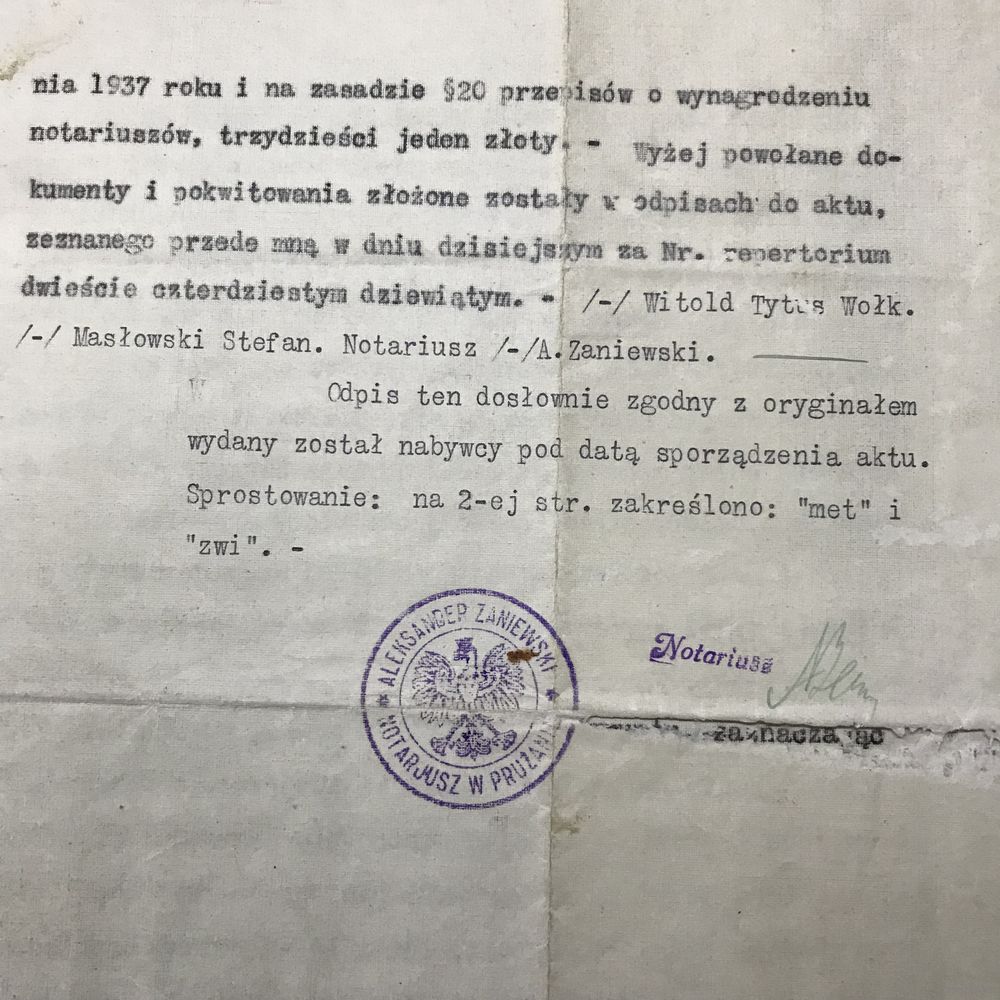 nia 1937 roku i na zasadzie §20 przepisów o wynagrodzeniu
notariuszów, trzydzieści jeden złoty. - Wyżej powołane do-
kumenty i pokwitowania złożone zostały w odpisach do aktu,
zeznanego przede mną w dniu dzisiejszym za Nr. repertorium
dwieście czterdziestym dziewiątym. - /-/ Witold Tytus Wołk.
/-/ Masłowski Stefan. Notariusz /-/A.Zaniewski.
Odpis ten dosłownie zgodny z oryginałem
wydany został nabywcy pod datą sporządzenia aktu.
Sprostowanie: na 2-ej str. zakreślono: "met" i
"zwi". -
ALEKSANDER ZANIEWSKI
NOTARJUSZ W PRUŻANIE
Notariusz
zaznaczając